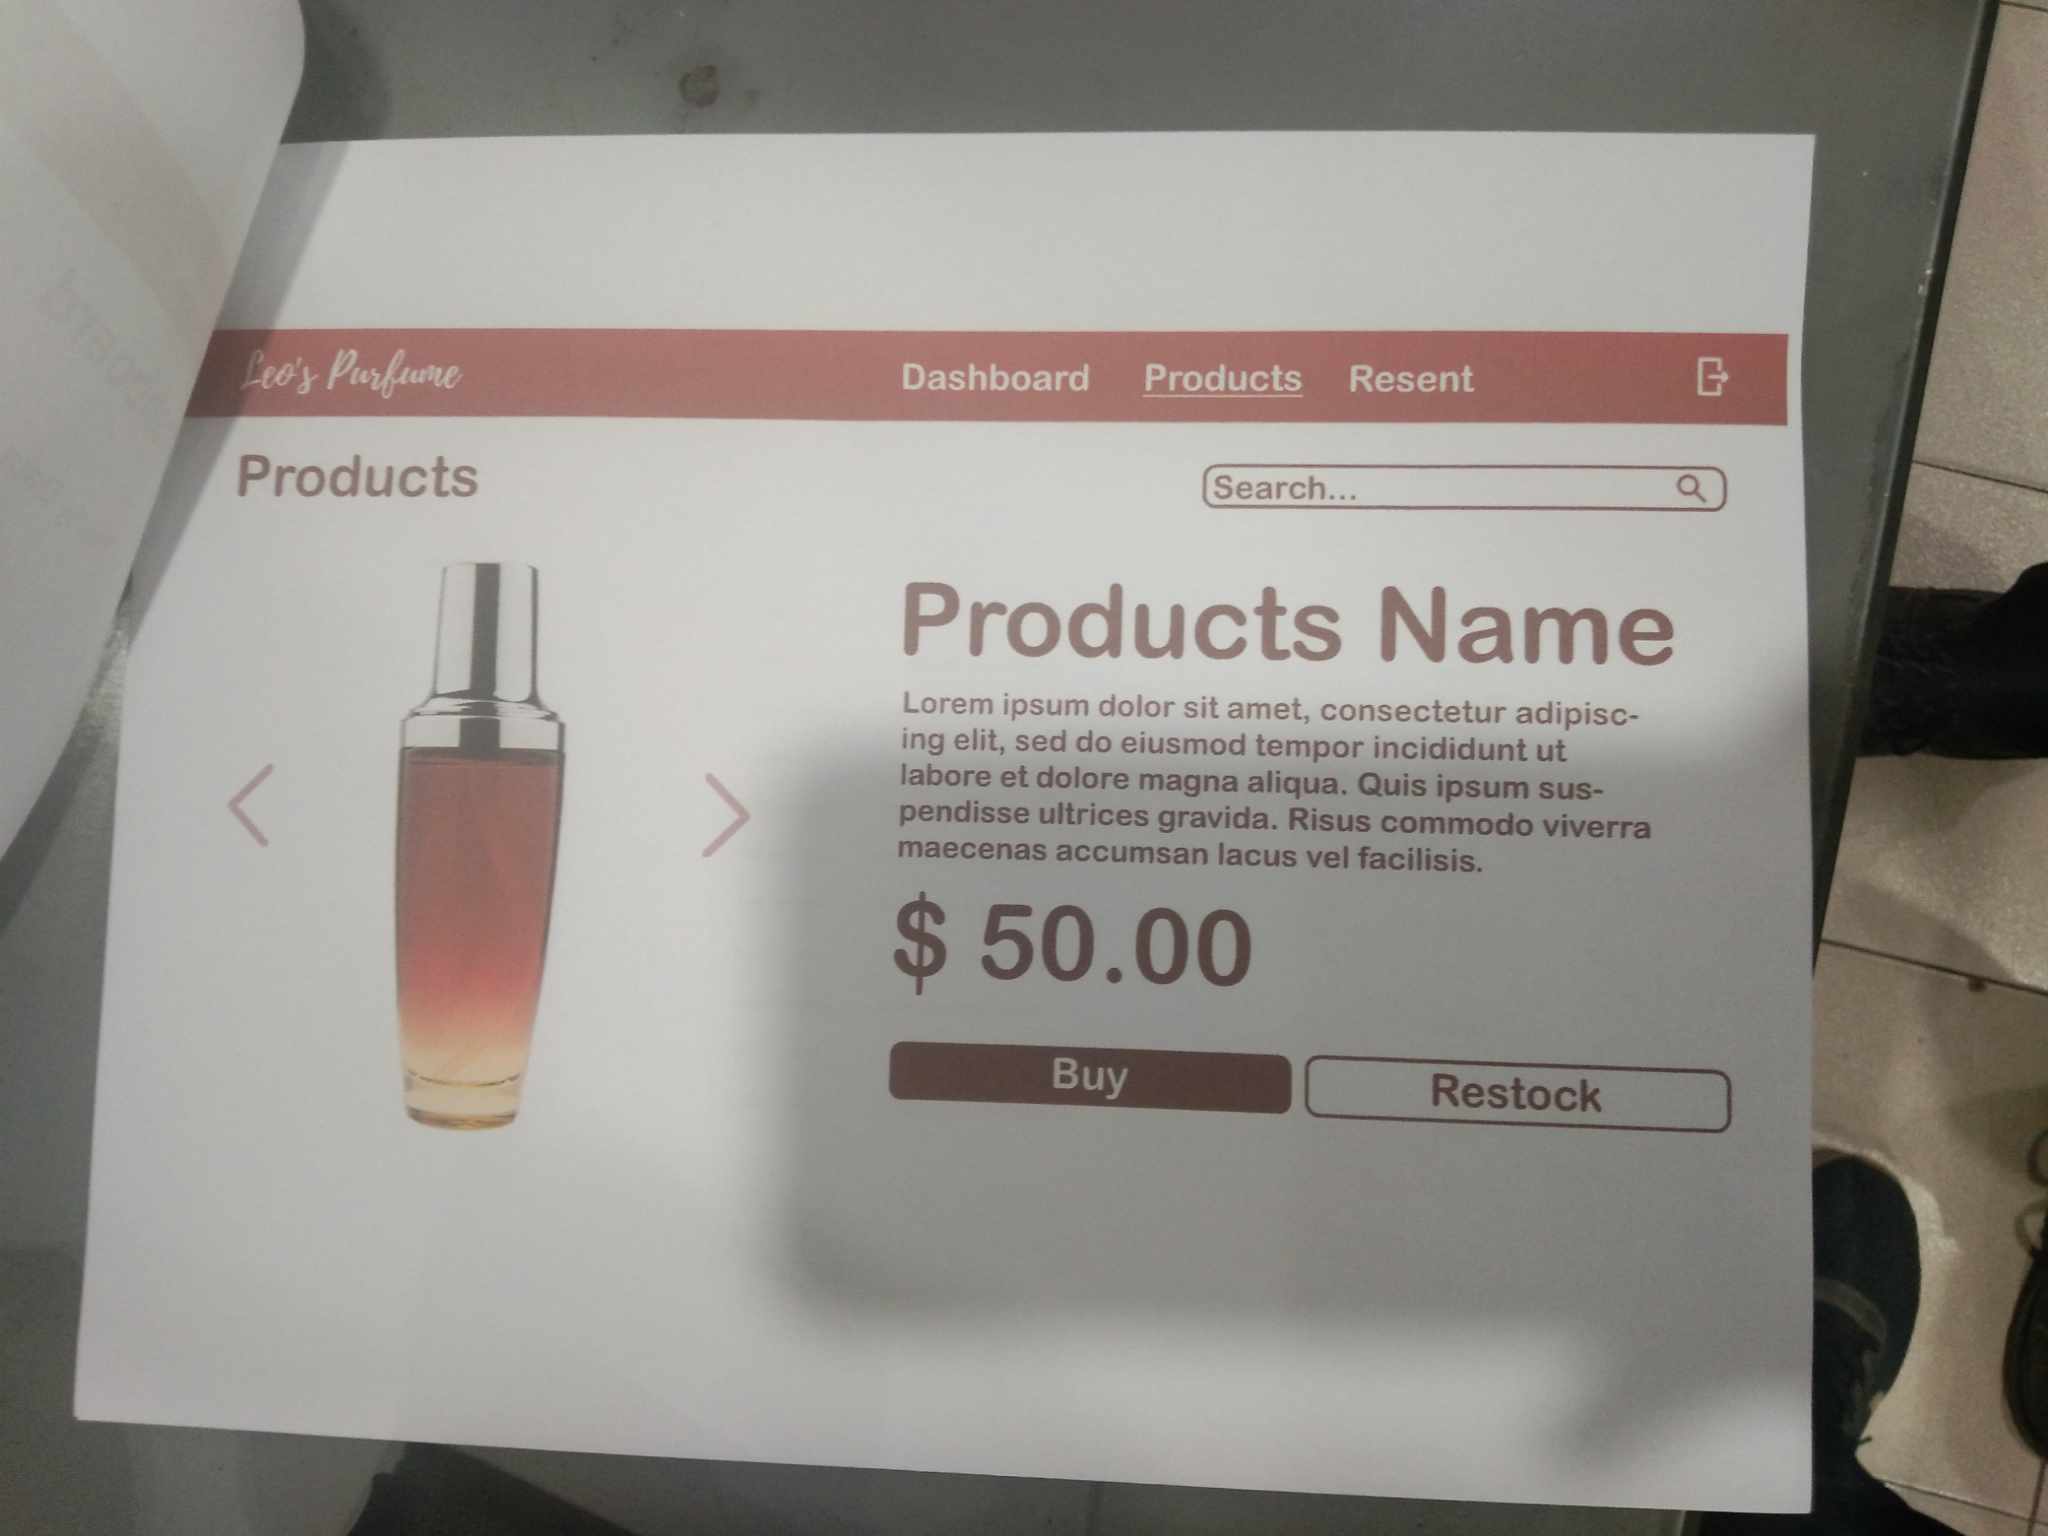 Leo's Purfume
Dashboard Products Resent
Products
Search...
Products Name
Lorem ipsum dolor sit amet, consectetur adipisc-
ing elit, sed do eiusmod tempor incididunt ut
labore et dolore magna aliqua. Quis ipsum sus-
pendisse ultrices gravida. Risus commodo viverra
maecenas accumsan lacus vel facilisis.
$ 50.00
Buy
Restock